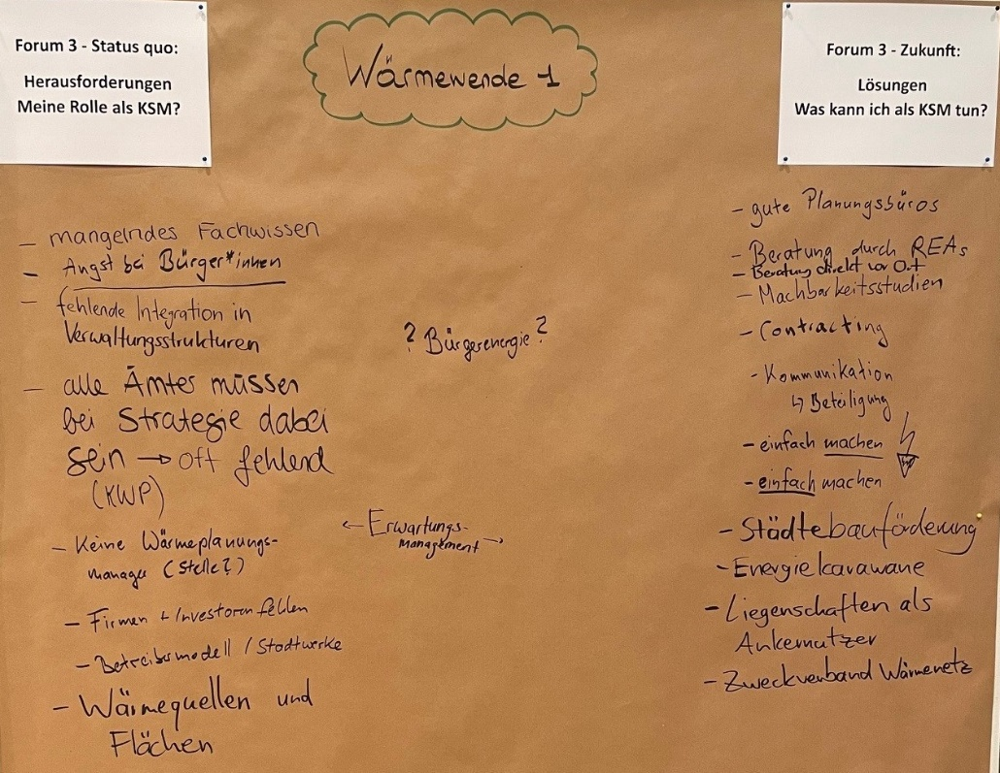 Forum 3 - Status quo:
Herausforderungen
Meine Rolle als KSM?
Wärmewende 1
Forum 3 - Zukunft:
Lösungen
Was kann ich als KSM tun?
- mangelndes Fachwissen
- Angst bei Bürger*innen
- fehlende Integration in
Verwaltungsstrukturen
- alle Ämter müssen
bei Strategie dabei
sein → oft fehlend
(KWP)
- Keine Wärmeplanungs-
manager (Stelle?)
- Firmen + Investoren fehlen
- Betreibermodell / Stadtwerke
- Wärmequellen und
Flächen
? Bürgerenergie ?
← Erwartungs-
management →
- gute Planungsbüros
- Beratung durch REAs
- Beratung direkt vor Ort
- Machbarkeitsstudien
- Contracting
- Kommunikation
↳ Beteiligung
- einfach machen
- einfach machen
- Städtebauförderung
- Energiekarawane
- Liegenschaften als
Ankernutzer
- Zweckverband Wärmenetz